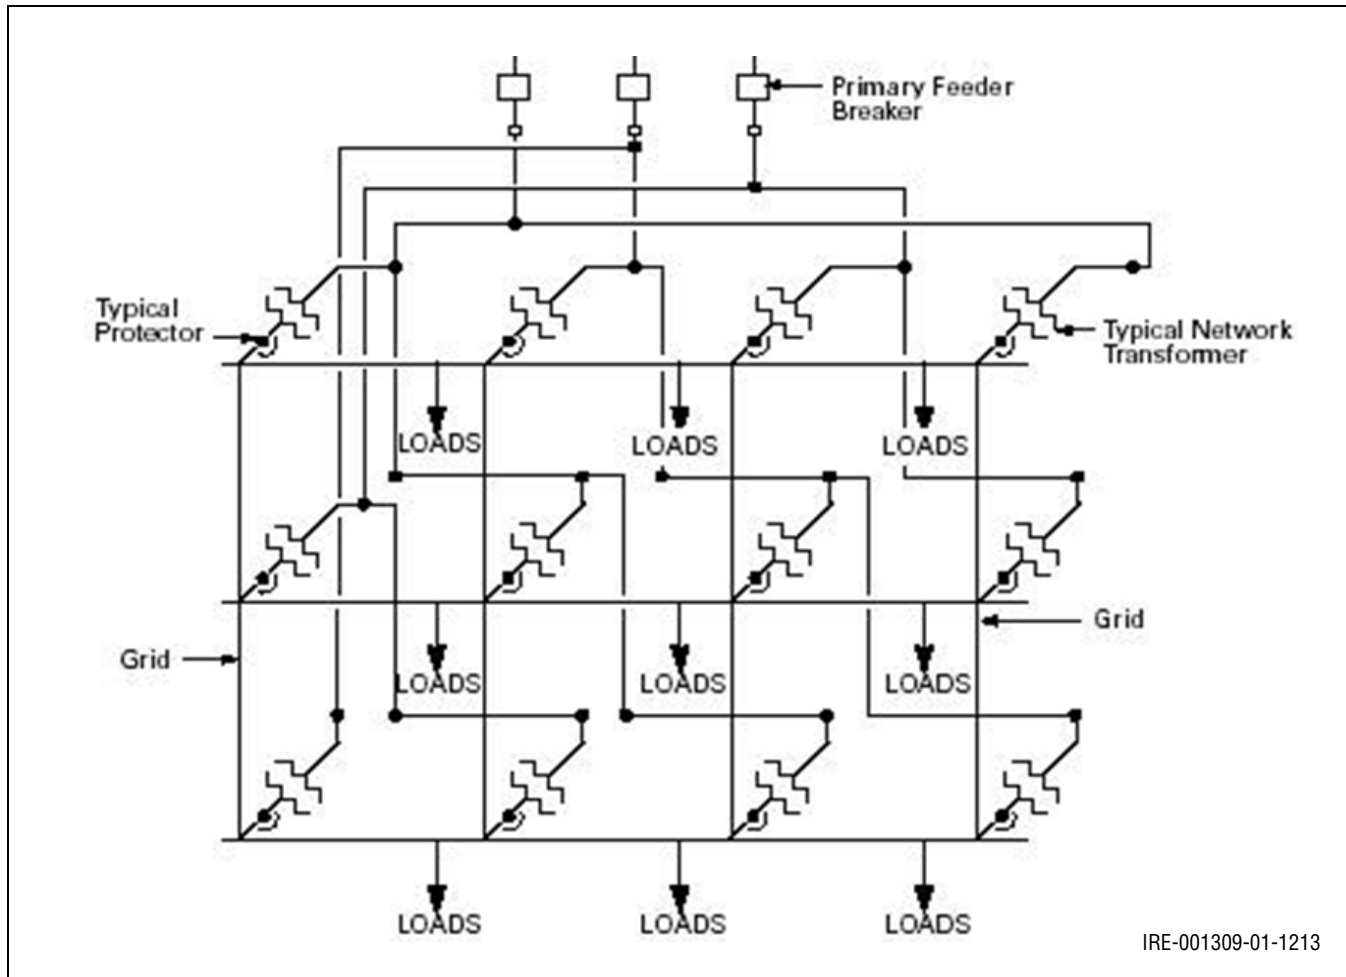 Primary Feeder
Breaker
Typical
Protector
Typical Network
Transformer
LOADS
LOADS
LOADS
Grid
Grid
LOADS
LOADS
LOADS
LOADS
LOADS
LOADS
IRE-001309-01-1213